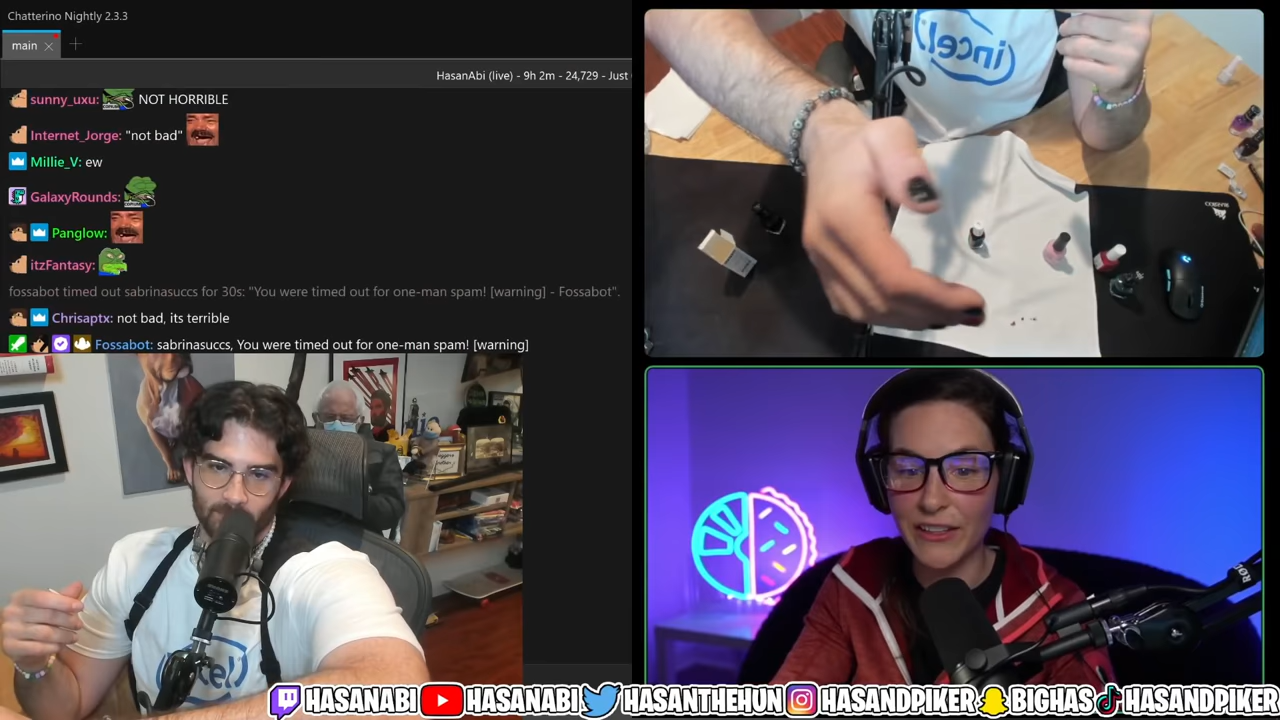 Chatterino Nightly 2.3.3
main
HasanAbi (live) - 9h 2m - 24,729 - Just
sunny_uxu: NOT HORRIBLE
Internet_Jorge: "not bad"
Millie_V: ew
GalaxyRounds:
Panglow:
itzFantasy:
fossabot timed out sabrinasuccs for 30s: "You were timed out for one-man spam! [warning] - Fossabot".
Chrisaptx: not bad, its terrible
Fossabot: sabrinasuccs, You were timed out for one-man spam! [warning]
(incel)
(incel)
HASANABI HASANABI HASANTHEHUN HASANDPIKER BIGHAS HASANDPIKER